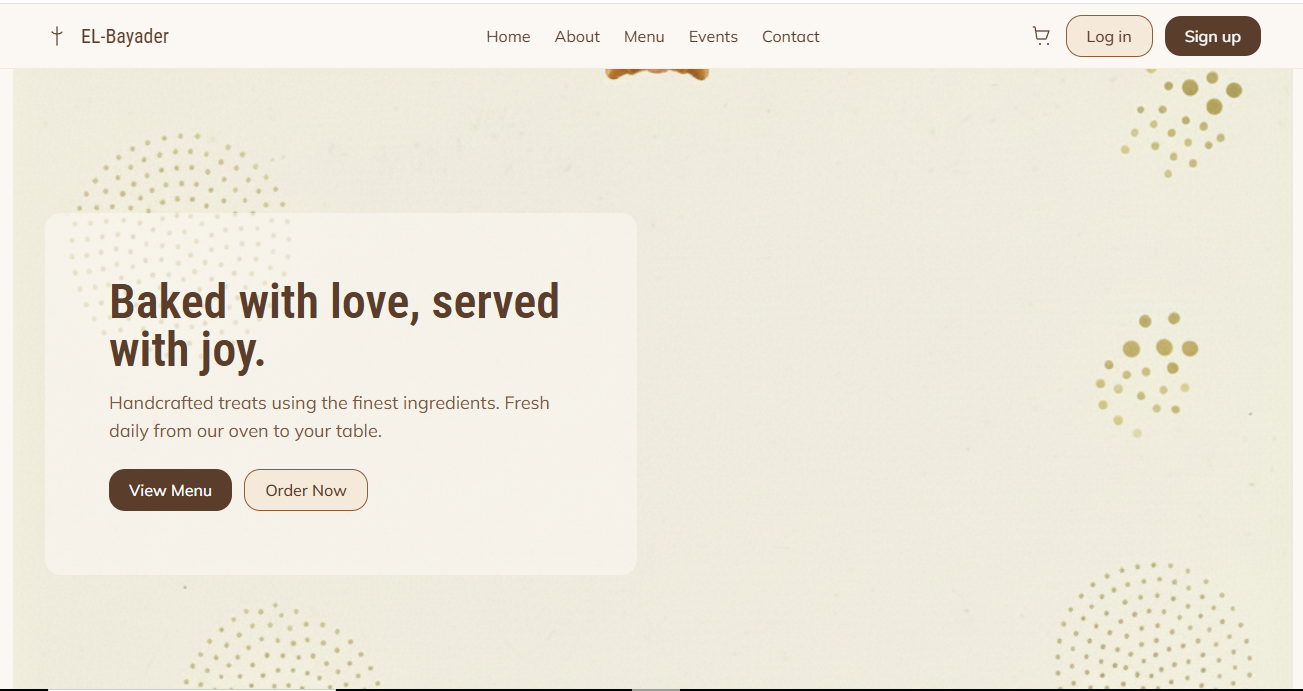 EL-Bayader
Home
About
Menu
Events
Contact
Log in
Sign up
Baked with love, served
with joy.
Handcrafted treats using the finest ingredients. Fresh
daily from our oven to your table.
View Menu
Order Now